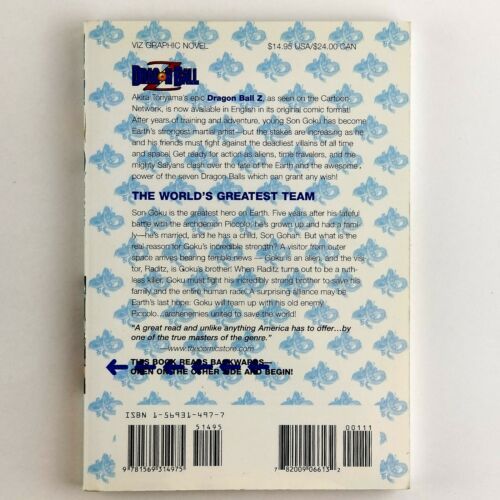 VIZ GRAPHIC NOVEL $14.95 USA/$24.00 CAN
DRAGON BALL Z
Akira Toriyama's epic Dragon Ball Z, as seen on the Cartoon
Network, is now available in English in its original comic format!
After years of training and adventure, young Son Goku has become
Earth's strongest martial artist—but the stakes are increasing as he
and his friends must fight against the deadliest villains of all time
and space! Get ready for action as aliens, time travelers, and the
mighty Saiyans clash over the fate of the Earth and the awesome
power of the seven Dragon Balls which can grant any wish!
THE WORLD'S GREATEST TEAM
Son Goku is the greatest hero on Earth. Five years after his fateful
battle with the archdemon Piccolo, he's grown up and had a fami-
ly—he's married, and he has a child, Son Gohan. But what is the
real reason for Goku's incredible strength? A visitor from outer
space arrives bearing terrible news—Goku is an alien, and the visi-
tor, Raditz, is Goku's brother! When Raditz turns out to be a ruth-
less killer, Goku must fight his incredibly strong brother to save his
family and the entire human race. A surprising alliance may be
Earth's last hope: Goku will team up with his old enemy
Piccolo...archenemies united to save the world!
"A great read and unlike anything America has to offer...by
one of the true masters of the genre."
—www.thecomicstore.com
THIS BOOK READS BACKWARDS—
OPEN ON THE OTHER SIDE AND BEGIN!
ISBN 1-56931-497-7
51495
00111
9 781569 314975
7 82009 06613 2